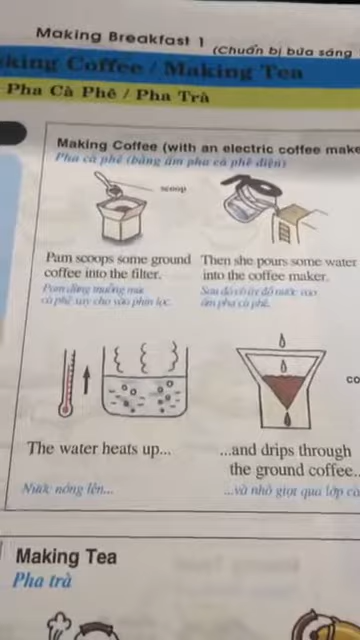 Making Breakfast 1
(Chuẩn bị bữa sáng
king Coffee / Making Tea
Pha Cà Phê / Pha Trà
Making Coffee (with an electric coffee make
Pha cà phê (bằng ấm pha cà phê điện)
scoop
Pam scoops some ground
coffee into the filter.
Pam dùng muỗng múc
cà phê xay cho vào phin lọc.
Then she pours some water
into the coffee maker.
Sau đó cô ấy đổ nước vào
ấm pha cà phê.
co
The water heats up...
Nước nóng lên...
...and drips through
the ground coffee..
...và nhỏ giọt qua lớp cà
Making Tea
Pha trà